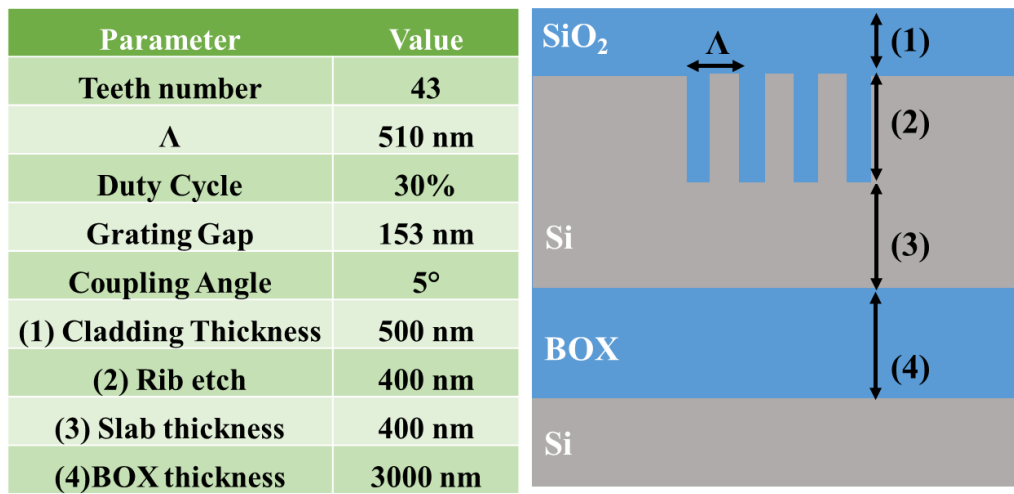 Parameter Value
Teeth number 43
Λ 510 nm
Duty Cycle 30%
Grating Gap 153 nm
Coupling Angle 5°
(1) Cladding Thickness 500 nm
(2) Rib etch 400 nm
(3) Slab thickness 400 nm
(4)BOX thickness 3000 nm
SiO₂
(1)
Λ
(2)
Si
(3)
BOX
(4)
Si